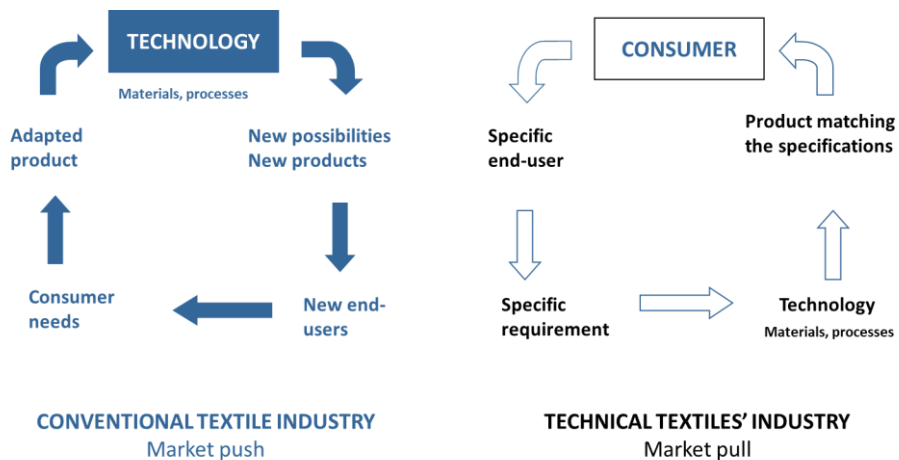 TECHNOLOGY
Materials, processes
New possibilities
New products
New end-
users
Consumer
needs
Adapted
product
CONVENTIONAL TEXTILE INDUSTRY
Market push
CONSUMER
Specific
end-user
Specific
requirement
Technology
Materials, processes
Product matching
the specifications
TECHNICAL TEXTILES’ INDUSTRY
Market pull